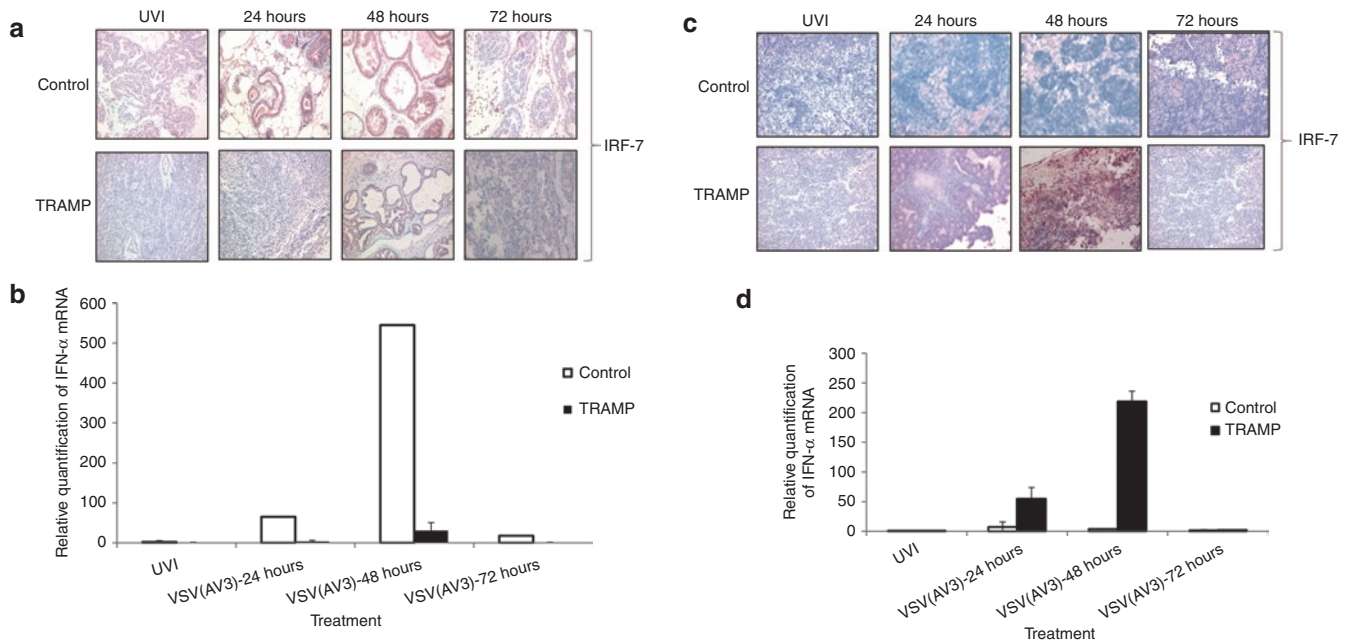 a
UVI 24 hours 48 hours 72 hours
Control
TRAMP
IRF-7
b
Relative quantification of IFN-α mRNA
600
500
400
300
200
100
0
Control
TRAMP
UVI
VSV(AV3)-24 hours
VSV(AV3)-48 hours
VSV(AV3)-72 hours
Treatment
c
UVI 24 hours 48 hours 72 hours
Control
TRAMP
IRF-7
d
Relative quantification
of IFN-α mRNA
300
250
200
150
100
50
0
Control
TRAMP
UVI
VSV(AV3)-24 hours
VSV(AV3)-48 hours
VSV(AV3)-72 hours
Treatment